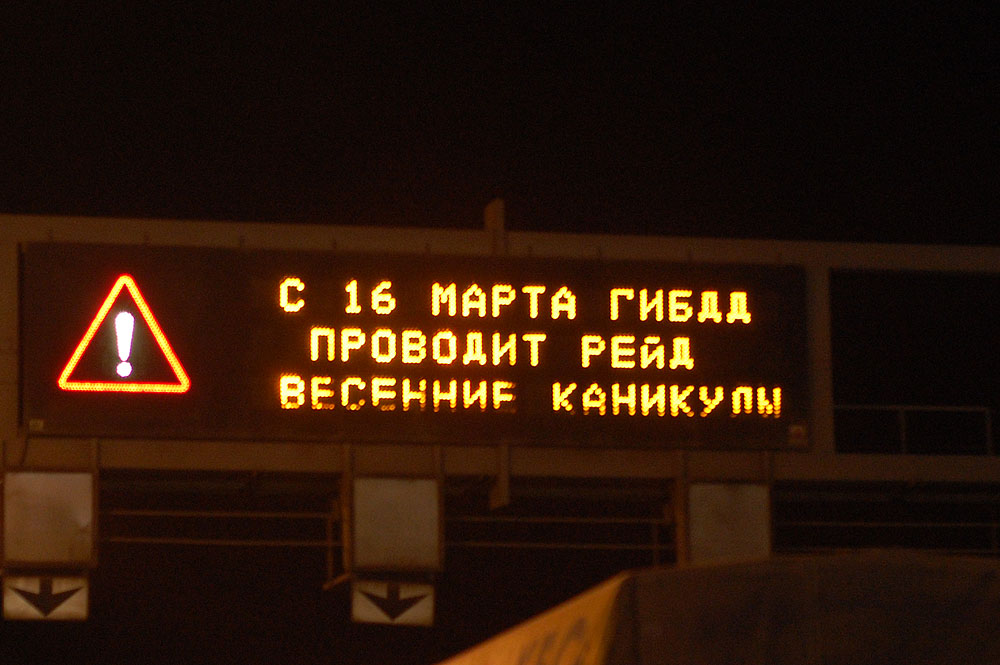 С 16 МАРТА ГИБДД
ПРОВОДИТ РЕЙД
ВЕСЕННИЕ КАНИКУЛЫ